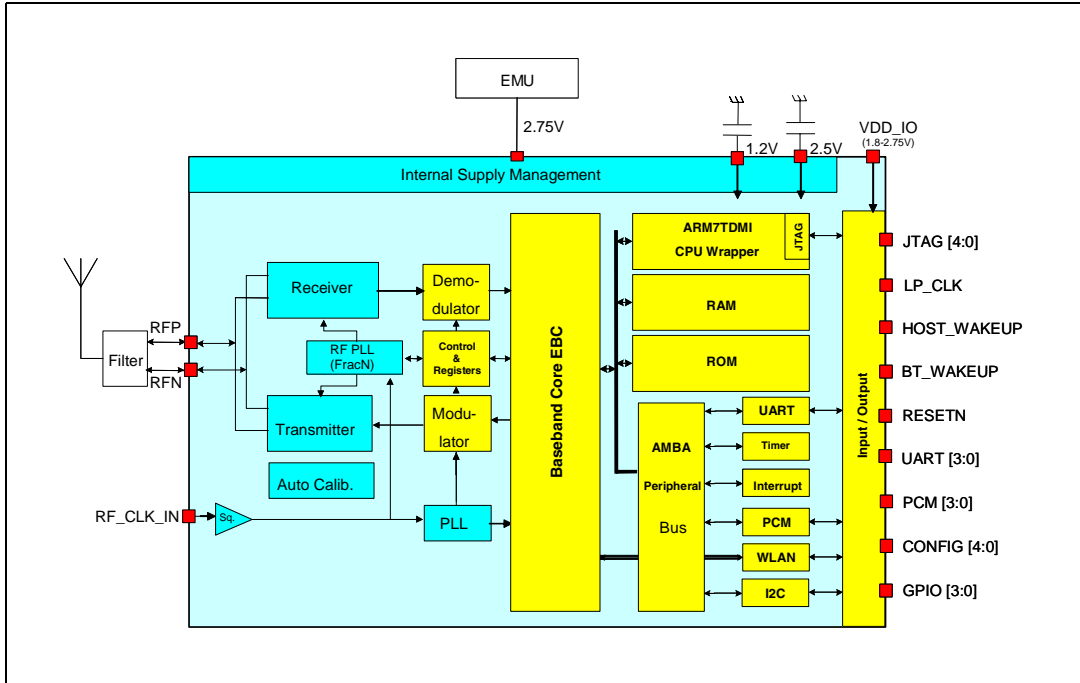 EMU
2.75V
1.2V
2.5V
VDD_IO
(1.8-2.75V)
Internal Supply Management
ARM7TDMI
CPU Wrapper
JTAG
RAM
ROM
Receiver
Demo-
dulator
RF PLL
(FracN)
Control
&
Registers
Transmitter
Modu-
lator
Auto Calib.
PLL
Sq.
Baseband Core EBC
AMBA
Peripheral
Bus
UART
Timer
Interrupt
PCM
WLAN
I2C
Input / Output
RFP
Filter
RFN
RF_CLK_IN
JTAG [4:0]
LP_CLK
HOST_WAKEUP
BT_WAKEUP
RESETN
UART [3:0]
PCM [3:0]
CONFIG [4:0]
GPIO [3:0]